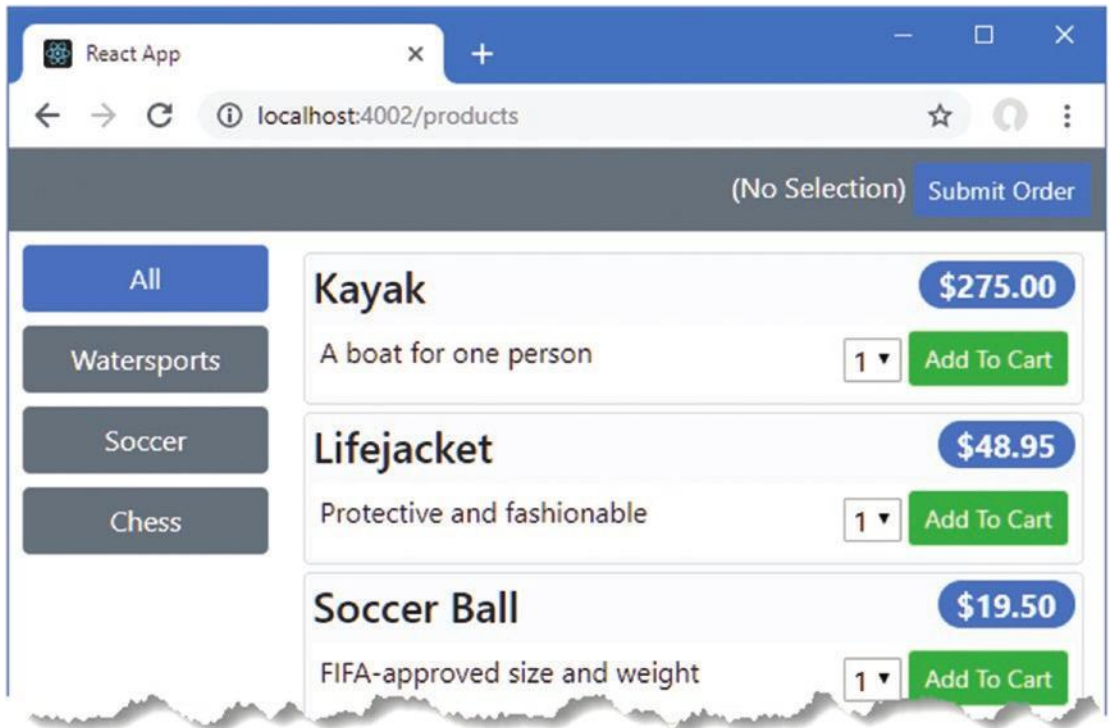 React App
localhost:4002/products
(No Selection) Submit Order
All
Watersports
Soccer
Chess
Kayak $275.00
A boat for one person 1 Add To Cart
Lifejacket $48.95
Protective and fashionable 1 Add To Cart
Soccer Ball $19.50
FIFA-approved size and weight 1 Add To Cart